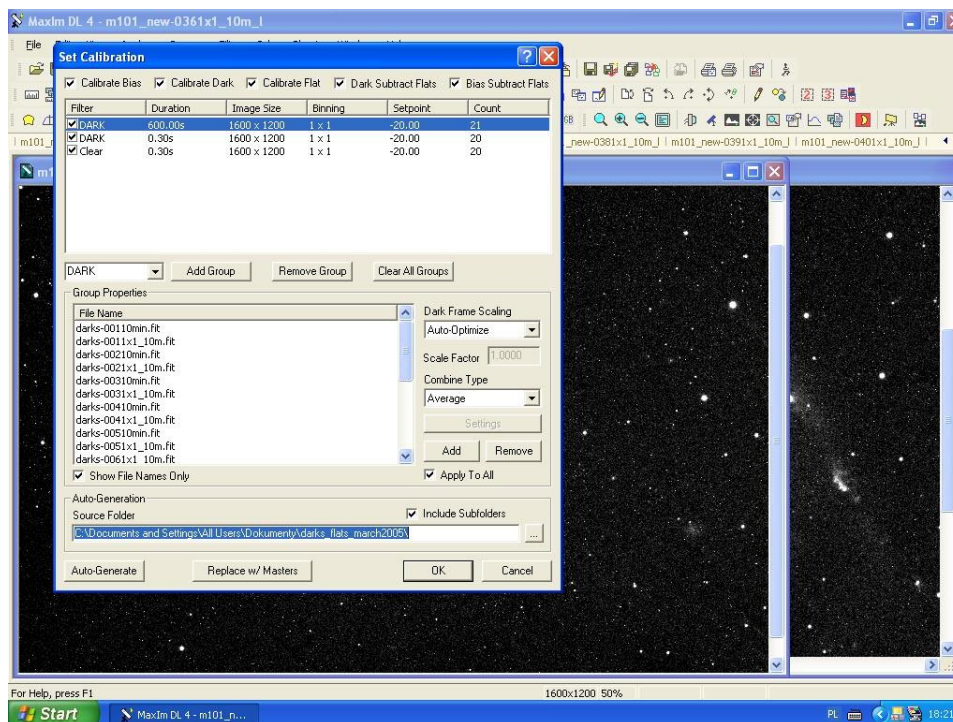 MaxIm DL 4 - m101_new-0361x1_10m_l
File
Set Calibration
Calibrate Bias Calibrate Dark Calibrate Flat Dark Subtract Flats Bias Subtract Flats
Filter Duration Image Size Binning Setpoint Count
DARK 600.00s 1600 x 1200 1 x 1 -20.00 21
DARK 0.30s 1600 x 1200 1 x 1 -20.00 20
Clear 0.30s 1600 x 1200 1 x 1 -20.00 20
_new-0381x1_10m_l | m101_new-0391x1_10m_l | m101_new-0401x1_10m_l |
DARK Add Group Remove Group Clear All Groups
Group Properties
File Name
darks-00110min.fit
darks-0011x1_10m.fit
darks-00210min.fit
darks-0021x1_10m.fit
darks-00310min.fit
darks-0031x1_10m.fit
darks-00410min.fit
darks-0041x1_10m.fit
darks-00510min.fit
darks-0051x1_10m.fit
darks-0061x1_10m.fit
Show File Names Only
Dark Frame Scaling
Auto-Optimize
Scale Factor 1.0000
Combine Type
Average
Settings
Add Remove
Apply To All
Auto-Generation
Source Folder Include Subfolders
C:\Documents and Settings\All Users\Dokumenty\darks_flats_march2005\ ...
Auto-Generate Replace w/ Masters OK Cancel
For Help, press F1 1600x1200 50%
Start MaxIm DL 4 - m101_n... PL 18:21